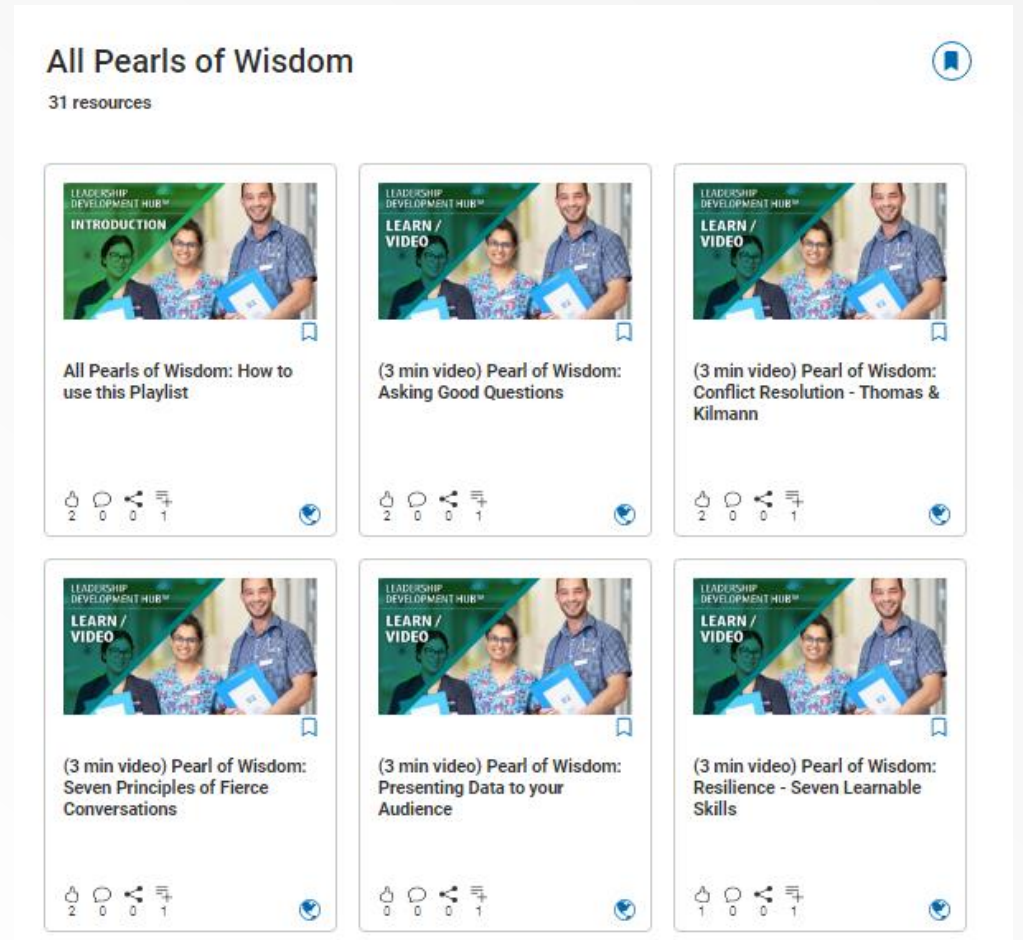 All Pearls of Wisdom
31 resources
LEADERSHIP
DEVELOPMENT HUB™
INTRODUCTION
All Pearls of Wisdom: How to
use this Playlist
2 0 0 1
LEADERSHIP
DEVELOPMENT HUB™
LEARN /
VIDEO
(3 min video) Pearl of Wisdom:
Asking Good Questions
2 0 0 1
LEADERSHIP
DEVELOPMENT HUB™
LEARN /
VIDEO
(3 min video) Pearl of Wisdom:
Conflict Resolution - Thomas &
Kilmann
2 0 0 1
LEADERSHIP
DEVELOPMENT HUB™
LEARN /
VIDEO
(3 min video) Pearl of Wisdom:
Seven Principles of Fierce
Conversations
2 0 0 1
LEADERSHIP
DEVELOPMENT HUB™
LEARN /
VIDEO
(3 min video) Pearl of Wisdom:
Presenting Data to your
Audience
0 0 0 1
LEADERSHIP
DEVELOPMENT HUB™
LEARN /
VIDEO
(3 min video) Pearl of Wisdom:
Resilience - Seven Learnable
Skills
1 0 0 1